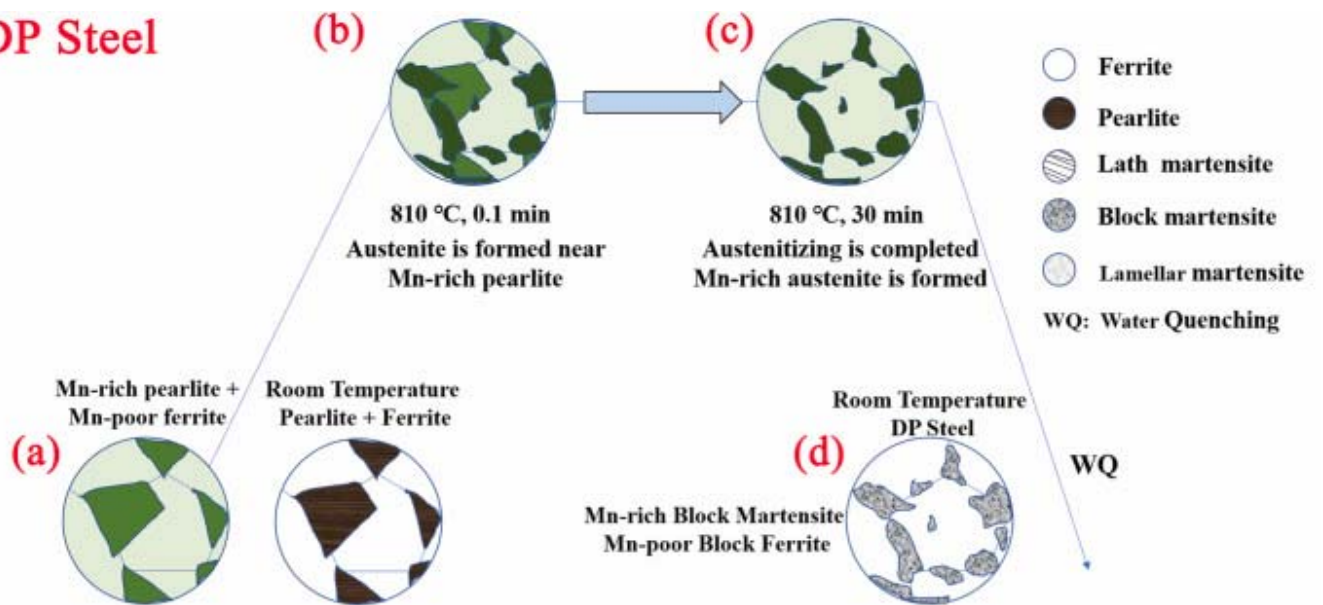 DP Steel
(b)
(c)
Ferrite
Pearlite
Lath martensite
Block martensite
Lamellar martensite
WQ: Water Quenching
810 °C, 0.1 min
Austenite is formed near
Mn-rich pearlite
810 °C, 30 min
Austenitizing is completed
Mn-rich austenite is formed
Mn-rich pearlite +
Mn-poor ferrite
Room Temperature
Pearlite + Ferrite
(a)
Room Temperature
DP Steel
(d)
WQ
Mn-rich Block Martensite
Mn-poor Block Ferrite